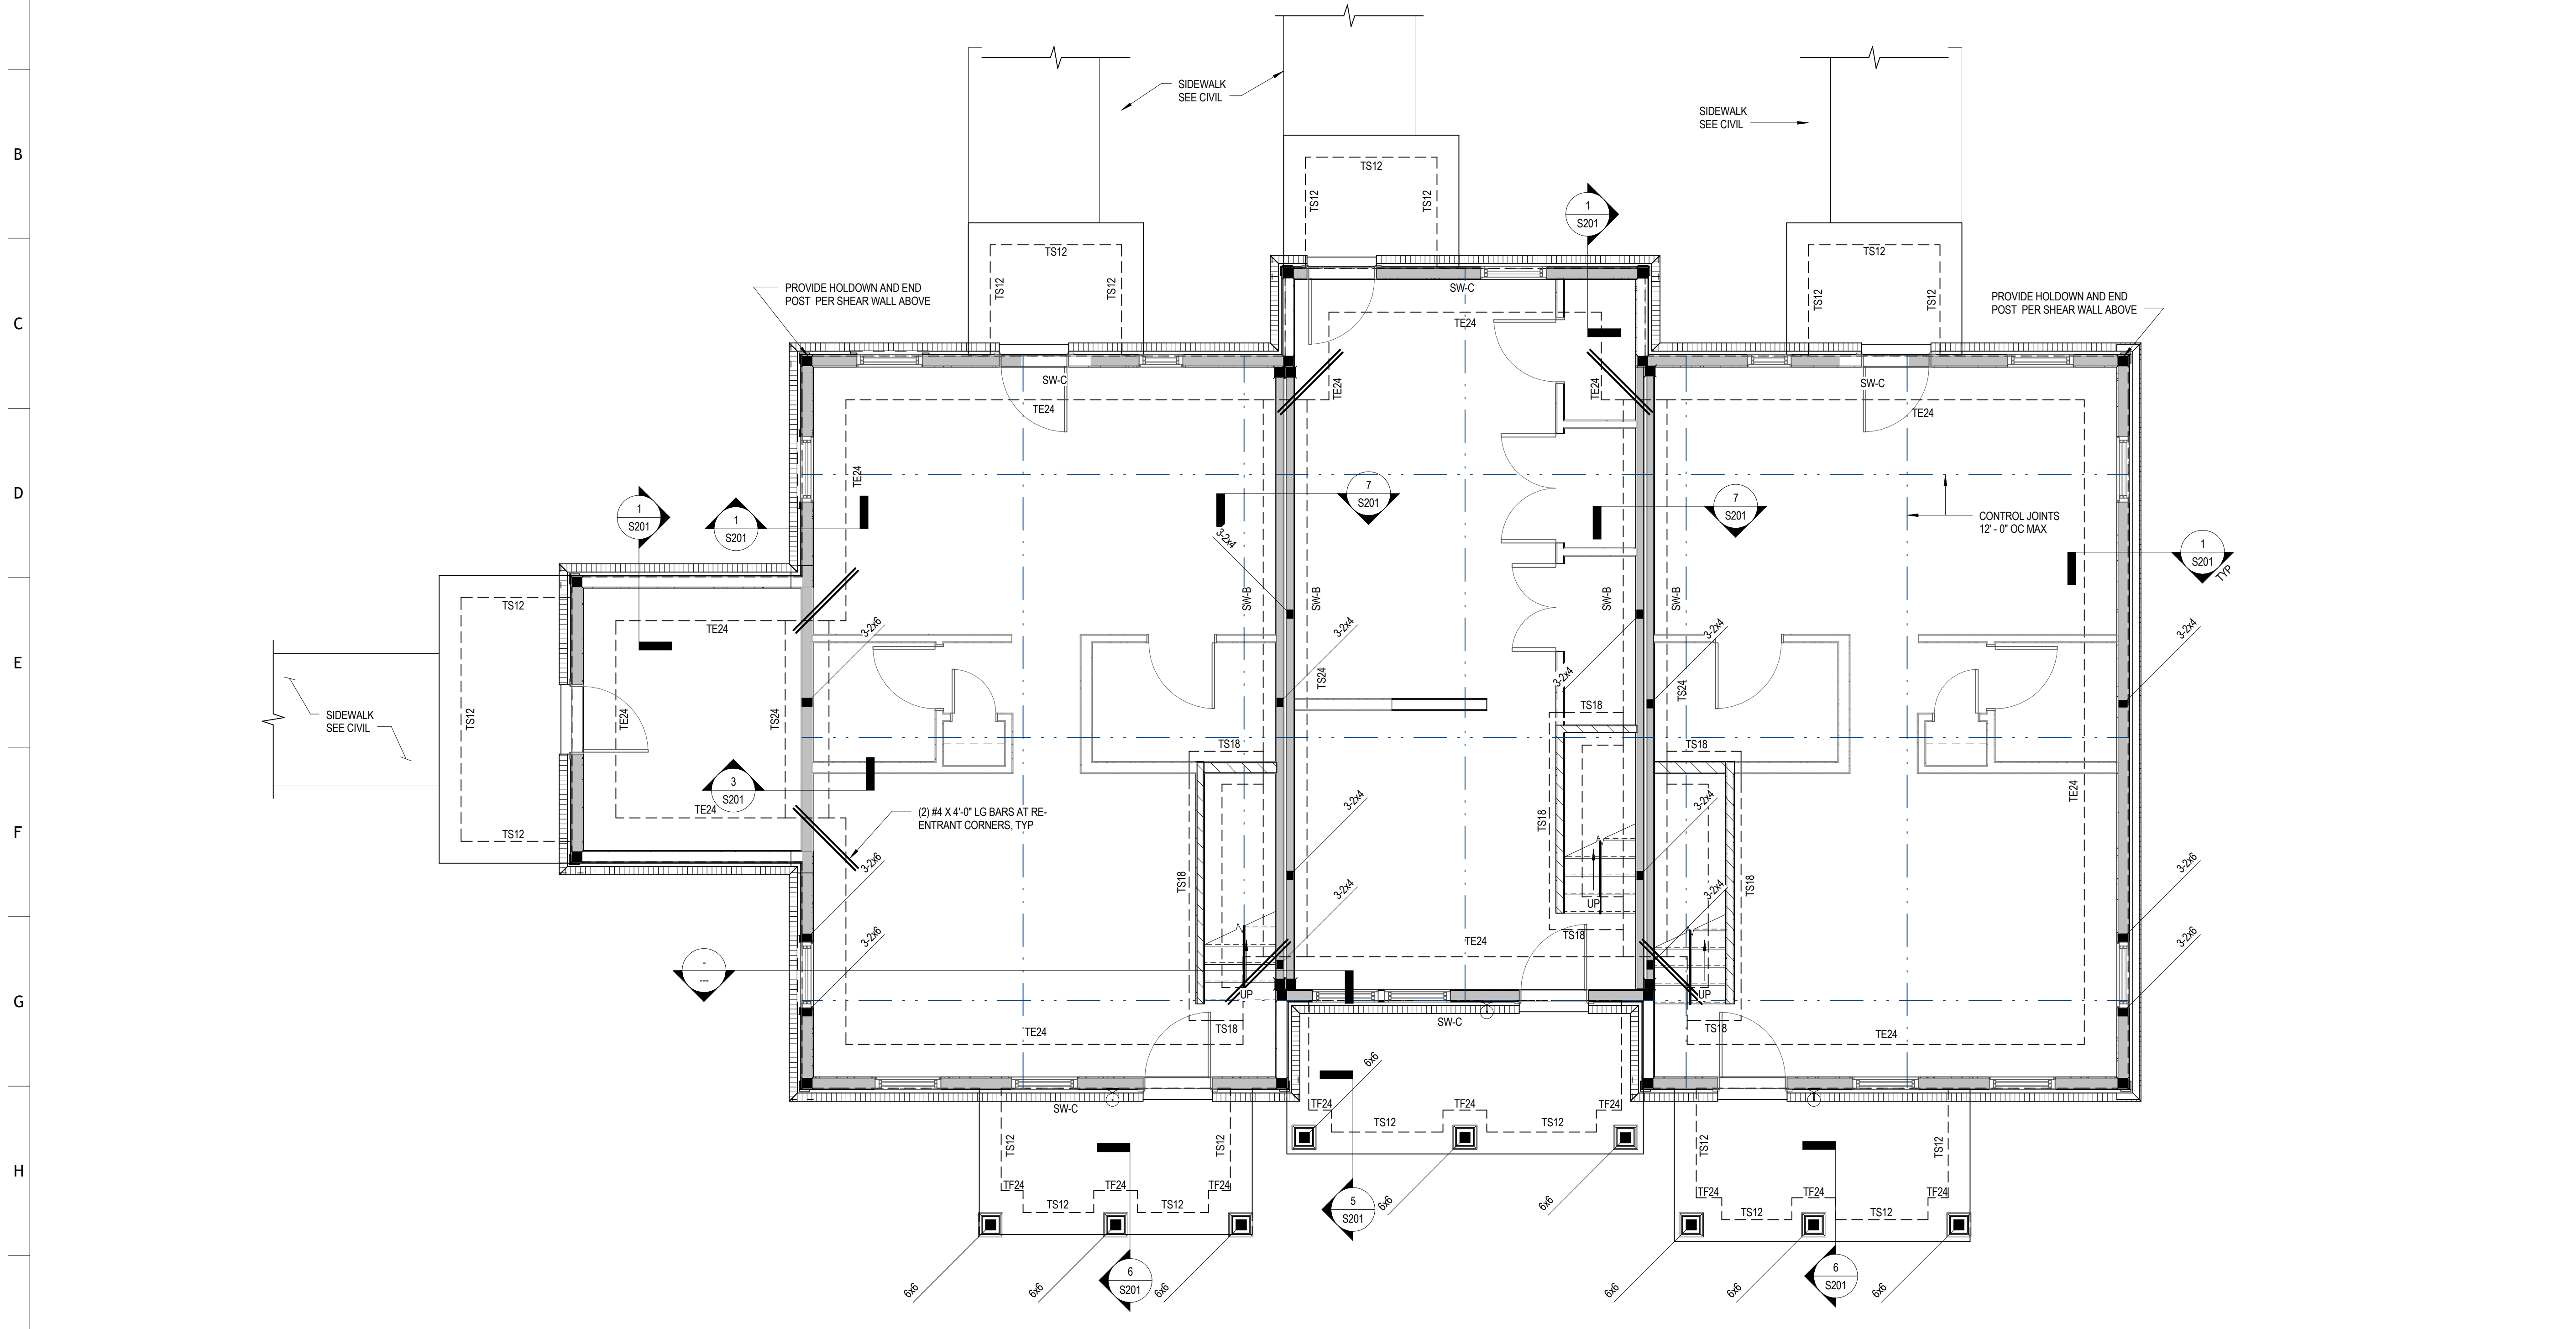 SIDEWALK
SEE CIVIL
SIDEWALK
SEE CIVIL
B
TS12
TS12
TS12
1
S201
TS12
TS12
TS12
TS12
TS12
TS12
PROVIDE HOLDOWN AND END
POST PER SHEAR WALL ABOVE
SW-C
PROVIDE HOLDOWN AND END
POST PER SHEAR WALL ABOVE
C
TE24
SW-C
SW-C
TE24
TE24
TE24
TE24
TE24
D
1
S201
1
S201
7
S201
7
S201
CONTROL JOINTS
12' - 0" OC MAX
3-2x4
1
S201
TYP
SW-B
SW-B
SW-B
SW-B
TS12
TE24
3-2x6
3-2x4
3-2x4
3-2x4
3-2x4
E
TS24
TS24
SIDEWALK
SEE CIVIL
TS12
TE24
TS24
TS18
TS18
TS18
3
S201
TE24
TE24
3-2x4
3-2x4
F
(2) #4 X 4'-0" LG BARS AT RE-
ENTRANT CORNERS, TYP
TS12
TS18
3-2x6
TS18
3-2x4
3-2x4
TS18
3-2x6
UP
3-2x6
TS18
TE24
3-2x6
-
---
G
UP
UP
TS18
TS18
TE24
SW-C
TE24
6x6
SW-C
TF24
TF24
TF24
TS12
TS12
TS12
TS12
TS12
TS12
H
TF24
TF24
TF24
TS12
TS12
TF24
TF24
TF24
TS12
TS12
6x6
5
S201
6x6
6x6
6x6
6
S201
6x6
6x6
6x6
6
S201
6x6